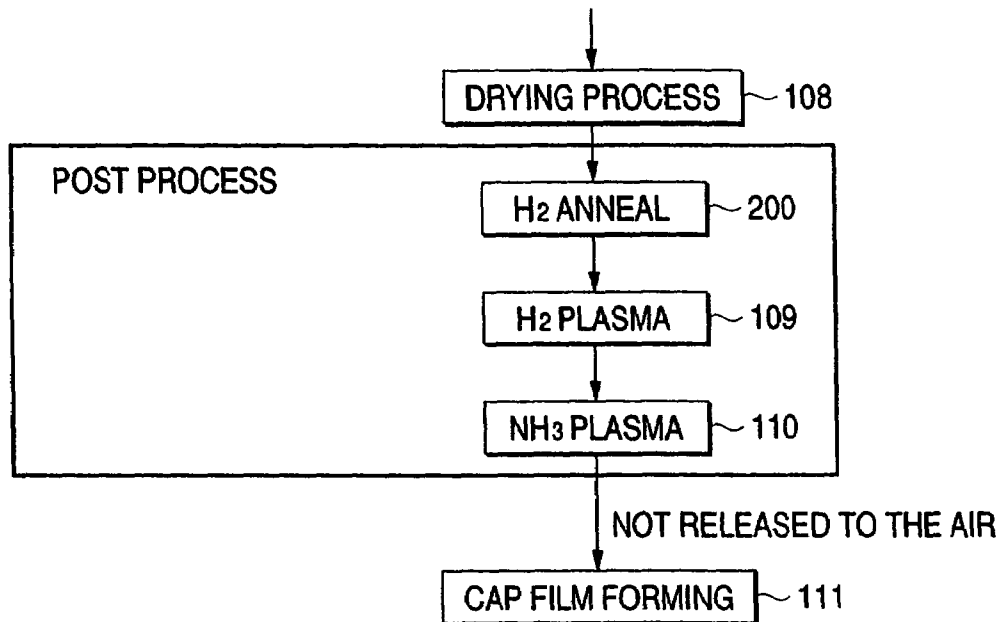 DRYING PROCESS 108
POST PROCESS
H2 ANNEAL 200
H2 PLASMA 109
NH3 PLASMA 110
NOT RELEASED TO THE AIR
CAP FILM FORMING 111